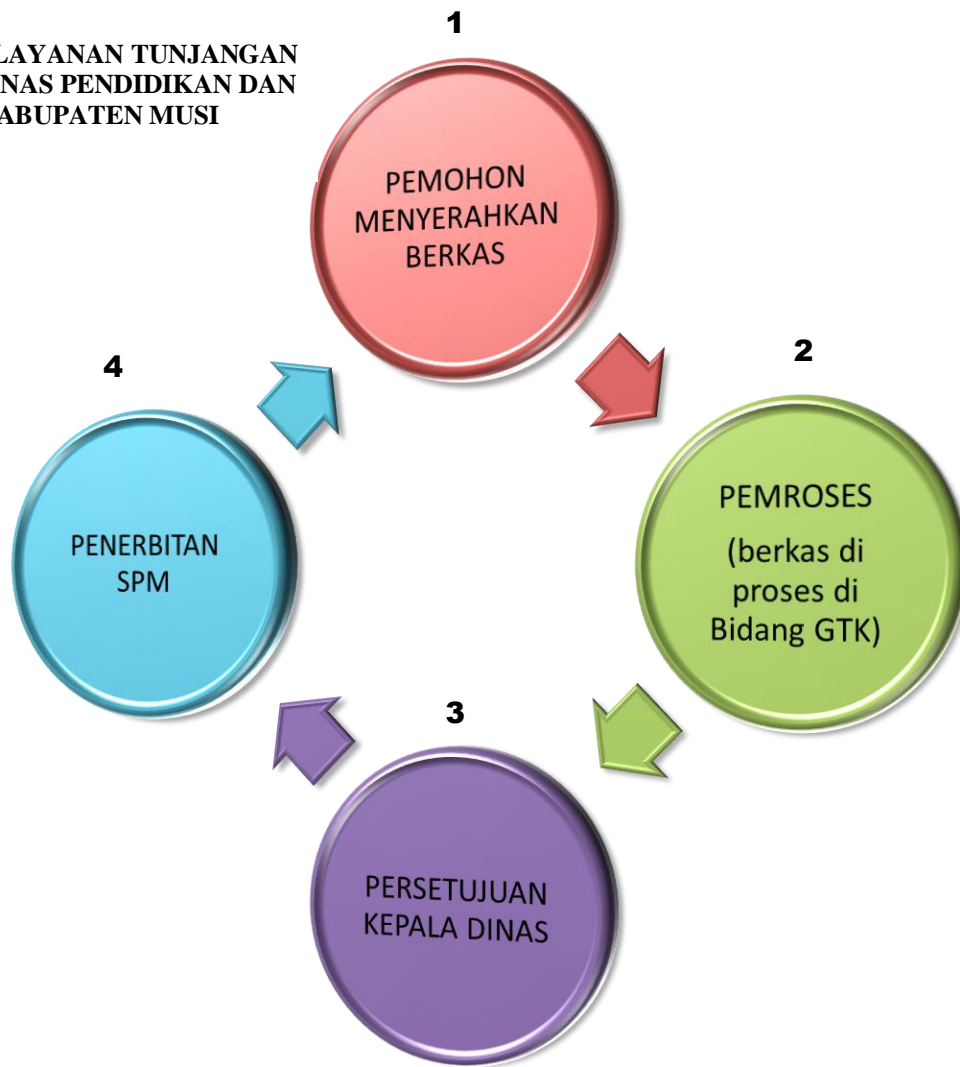 1
LAYANAN TUNJANGAN
NAS PENDIDIKAN DAN
ABUPATEN MUSI
PEMOHON
MENYERAHKAN
BERKAS
2
PEMROSES
(berkas di
proses di
Bidang GTK)
3
PERSETUJUAN
KEPALA DINAS
4
PENERBITAN
SPM